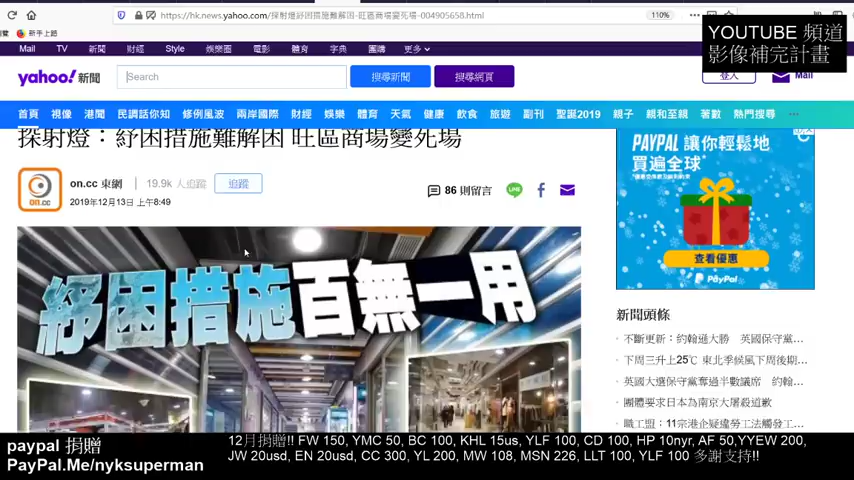 https://hk.news.yahoo.com/探射燈紓困措施難解困-旺區商場變死場-004905658.html
110%
新手上路
YOUTUBE 頻道
影像補完計畫
Mail TV 新聞 財經 Style 娛樂圈 電影 體育 字典 團購 更多
yahoo!新聞 Search 搜尋新聞 搜尋網頁 登入 Mail
首頁 視像 港聞 民調話你知 修例風波 兩岸國際 財經 娛樂 體育 天氣 健康 飲食 旅遊 副刊 聖誕2019 親子 親和至親 著數 熱門搜尋 ...
探射燈：紓困措施難解困 旺區商場變死場
on.cc
on.cc 東網 19.9k 人追蹤 追蹤
2019年12月13日 上午8:49
86 則留言
LINE
PAYPAL 讓你輕鬆地
買遍全球*
查看優惠
PayPal
紓困措施百無一用
新聞頭條
不斷更新：約翰遜大勝 英國保守黨...
下周三升上25℃ 東北季候風下周後期...
英國大選保守黨奪過半數議席 約翰...
團體要求日本為南京大屠殺道歉
職工盟：11宗港企疑違勞工法觸發工...
paypal 捐贈
PayPal.Me/nyksuperman
12月捐贈!! FW 150, YMC 50, BC 100, KHL 15us, YLF 100, CD 100, HP 10nyr, AF 50,YYEW 200,
JW 20usd, EN 20usd, CC 300, YL 200, MW 108, MSN 226, LLT 100, YLF 100 多謝支持!!